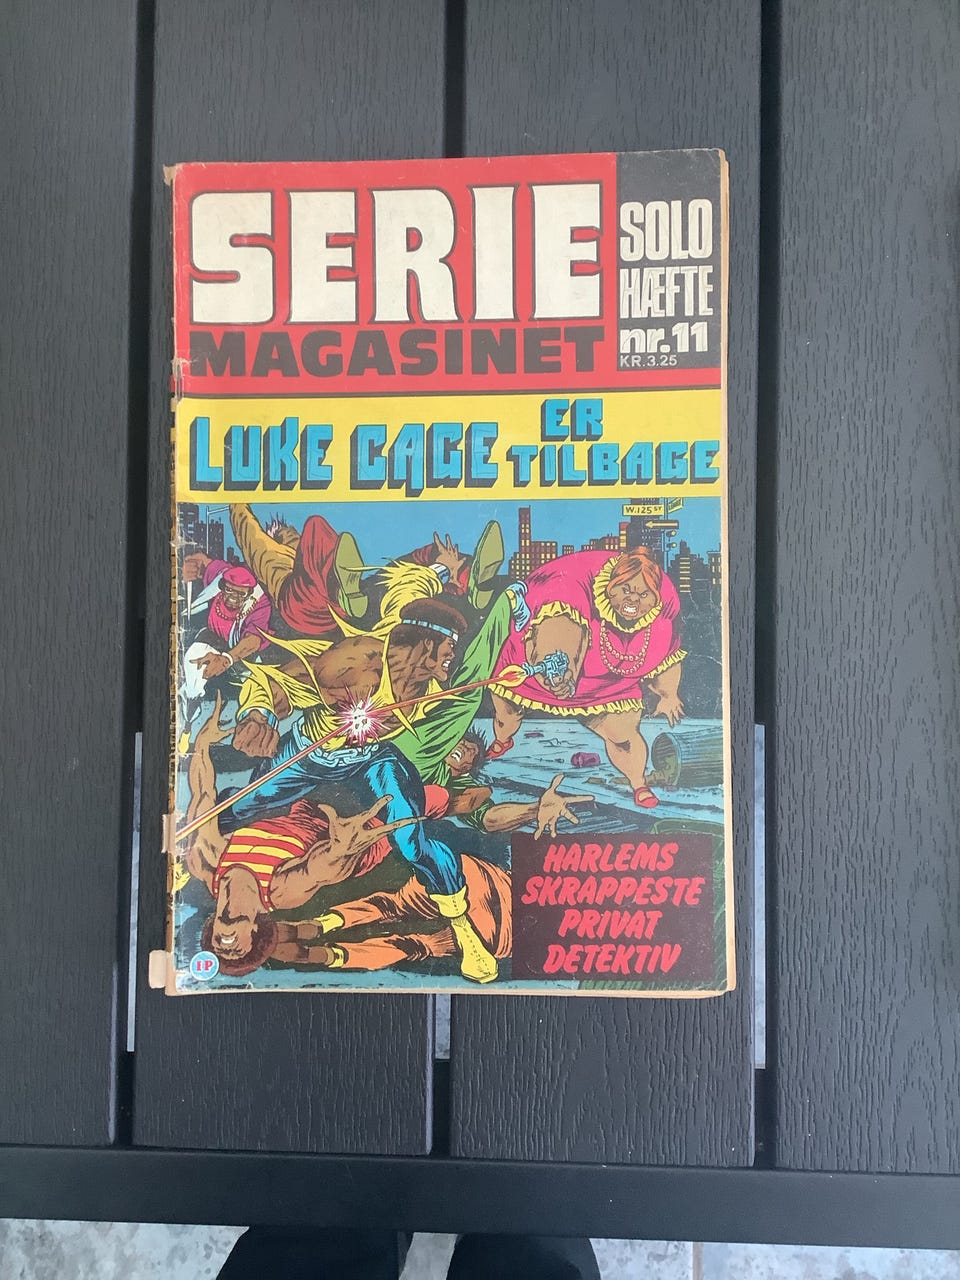 SERIE
MAGASINET
SOLO
HÆFTE
nr.11
KR.3.25
LUKE CAGE ER TILBAGE
W.125 ST
HARLEMS
SKRAPPESTE
PRIVAT
DETEKTIV
IP